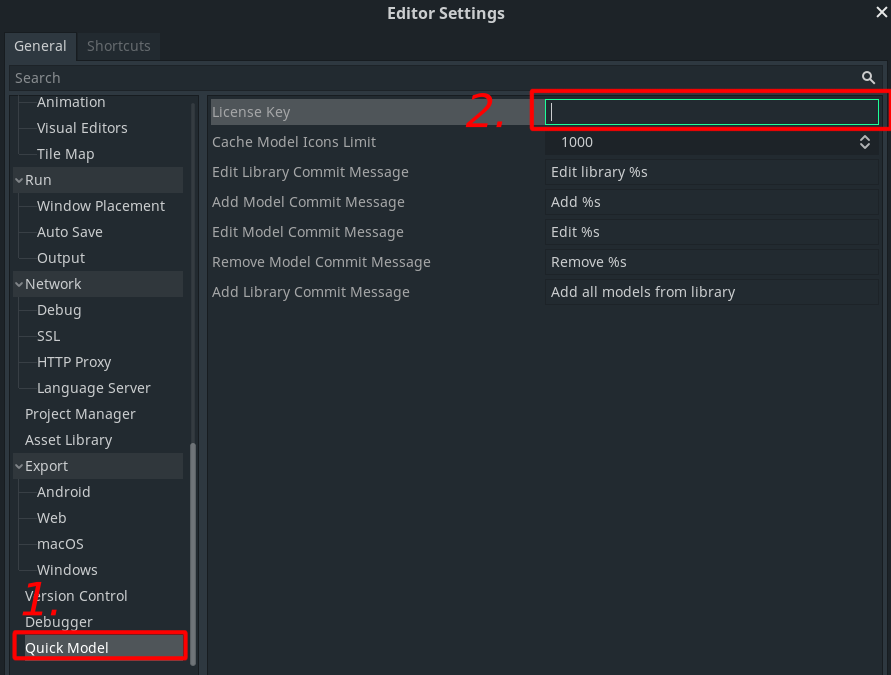 Editor Settings
General Shortcuts
Search
Animation
Visual Editors
Tile Map
Run
Window Placement
Auto Save
Output
Network
Debug
SSL
HTTP Proxy
Language Server
Project Manager
Asset Library
Export
Android
Web
macOS
Windows
Version Control
1.
Debugger
Quick Model
License Key 2.
Cache Model Icons Limit 1000
Edit Library Commit Message Edit library %s
Add Model Commit Message Add %s
Edit Model Commit Message Edit %s
Remove Model Commit Message Remove %s
Add Library Commit Message Add all models from library